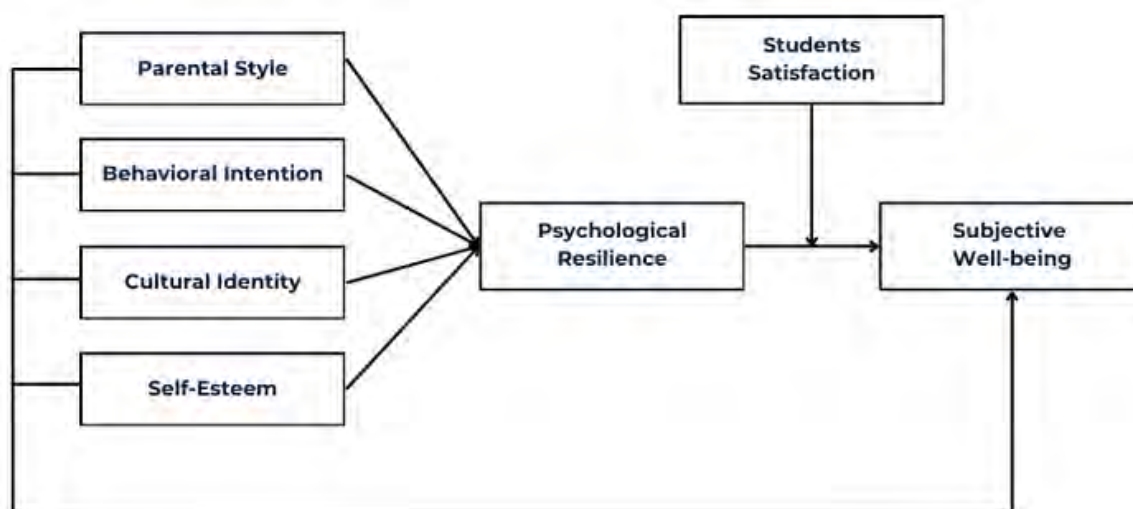 Parental Style
Behavioral Intention
Cultural Identity
Self-Esteem
Psychological
Resilience
Students
Satisfaction
Subjective
Well-being